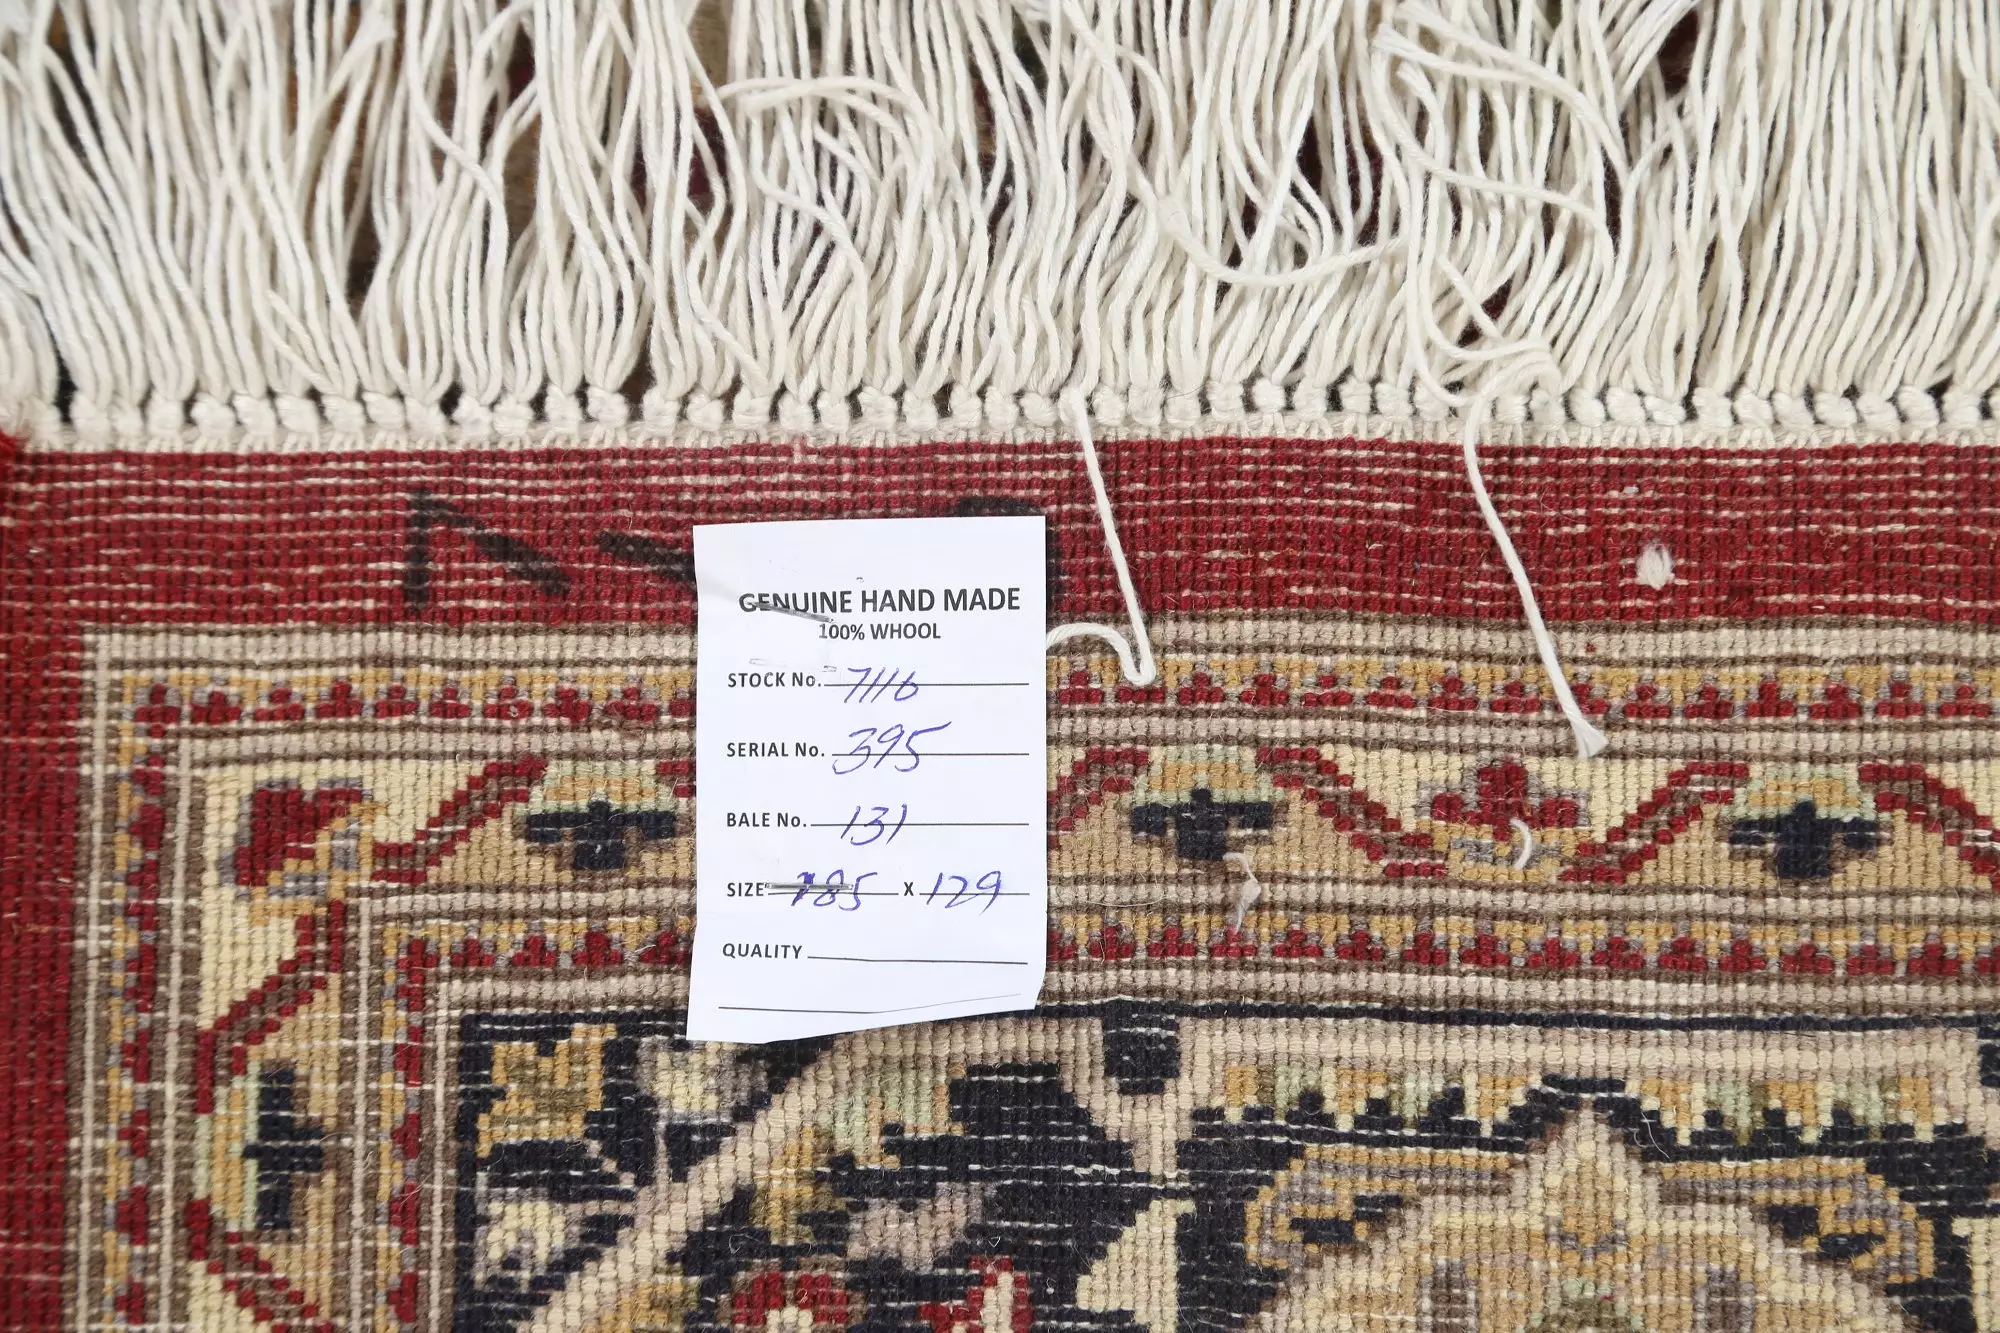 GENUINE HAND MADE
100% WHOOL
STOCK No. 7116
SERIAL No. 395
BALE No. 131
SIZE 185 X 129
QUALITY